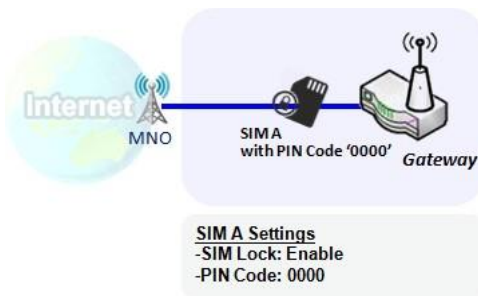 Internet
MNO
SIM A
with PIN Code ‘0000’
Gateway
SIM A Settings
-SIM Lock: Enable
-PIN Code: 0000